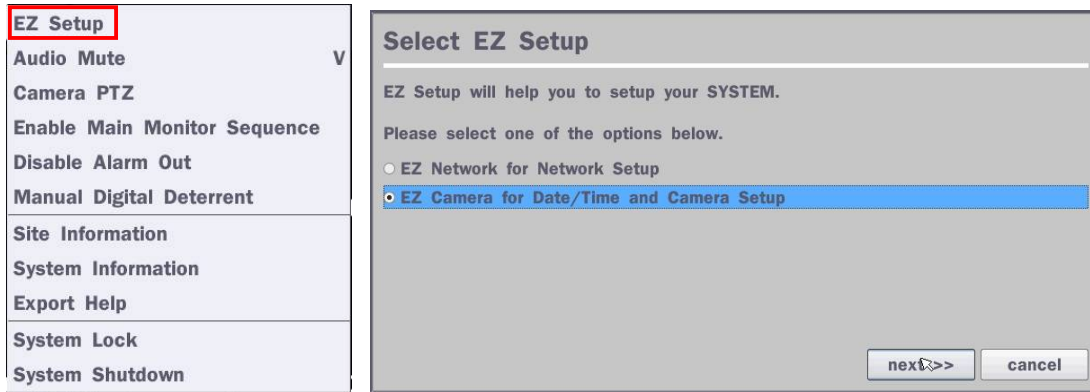 EZ Setup
Audio Mute V
Camera PTZ
Enable Main Monitor Sequence
Disable Alarm Out
Manual Digital Deterrent
Site Information
System Information
Export Help
System Lock
System Shutdown
Select EZ Setup
EZ Setup will help you to setup your SYSTEM.
Please select one of the options below.
EZ Network for Network Setup
EZ Camera for Date/Time and Camera Setup
next>> cancel